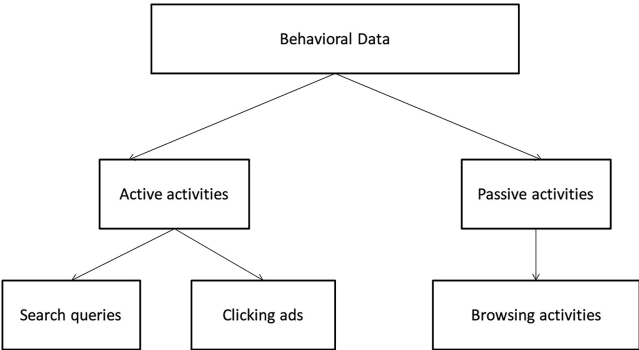 Behavioral Data
Active activities
Passive activities
Search queries
Clicking ads
Browsing activities